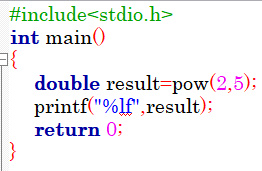 #include<stdio.h>
int main()
{
double result=pow(2,5);
printf("%lf",result);
return 0;
}